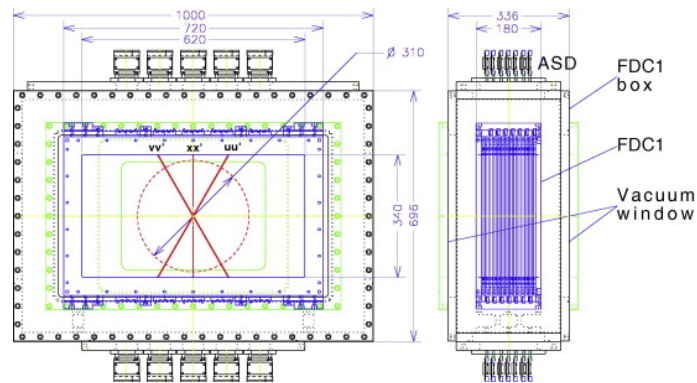 1000
720
620
Ø 310
vv' xx' uu'
340
696
336
180
ASD
FDC1
box
FDC1
Vacuum
window